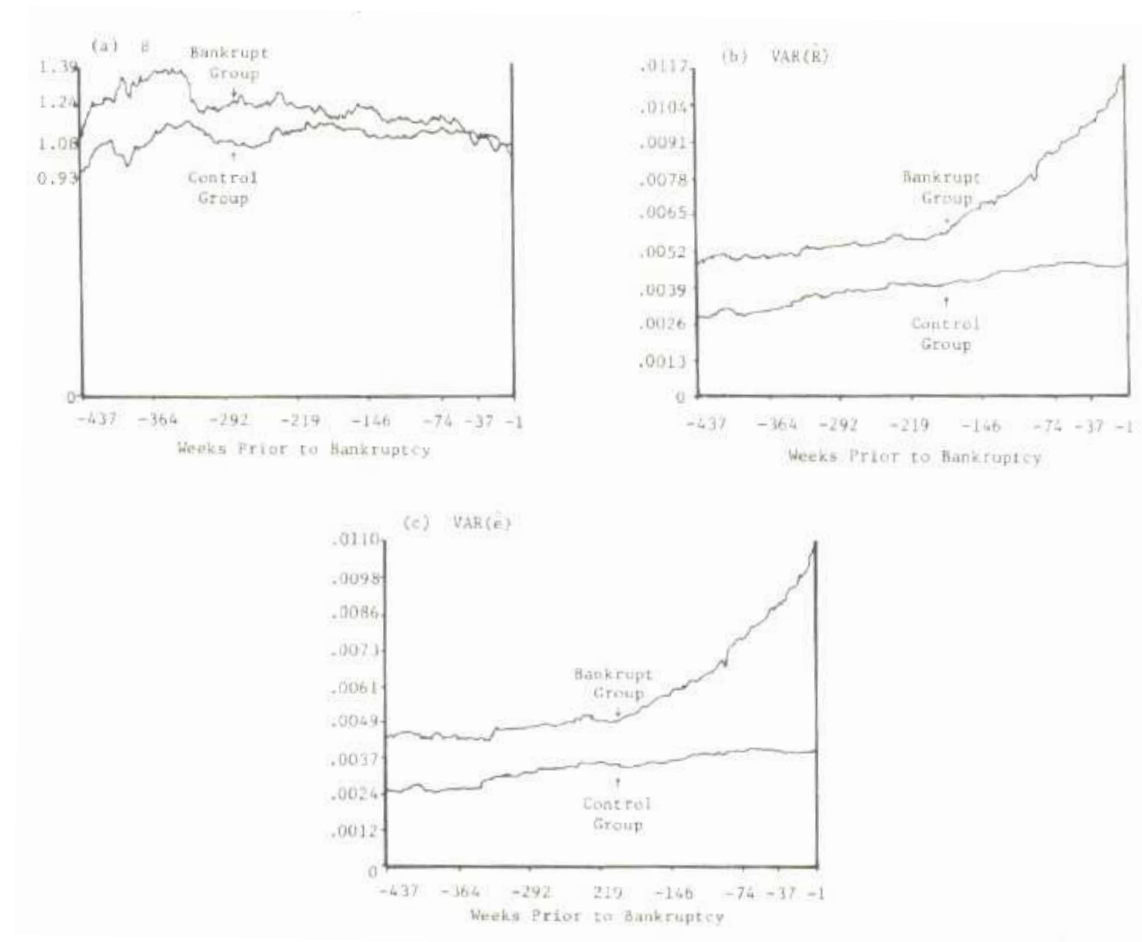 (a) B
Bankrupt
Group
1.39
1.24
1.08
0.93
0
Control
Group
-437 -364 -292 -219 -146 -74 -37 -1
Weeks Prior to Bankruptcy
(b) VAR(R)
.0117
.0104
.0091
.0078
.0065
.0052
.0039
.0026
.0013
0
Bankrupt
Group
Control
Group
-437 -364 -292 -219 -146 -74 -37 -1
Weeks Prior to Bankruptcy
(c) VAR(e)
.0110
.0098
.0086
.0073
.0061
.0049
.0037
.0024
.0012
0
Bankrupt
Group
Control
Group
-437 -364 -292 219 -146 -74 -37 -1
Weeks Prior to Bankruptcy